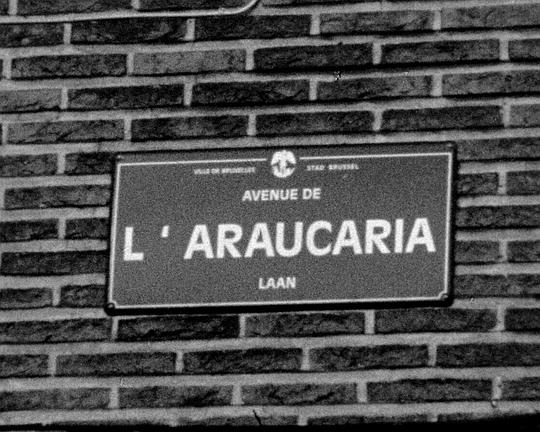 VILLE DE BRUXELLES STAD BRUSSEL
AVENUE DE
L ' ARAUCARIA
LAAN